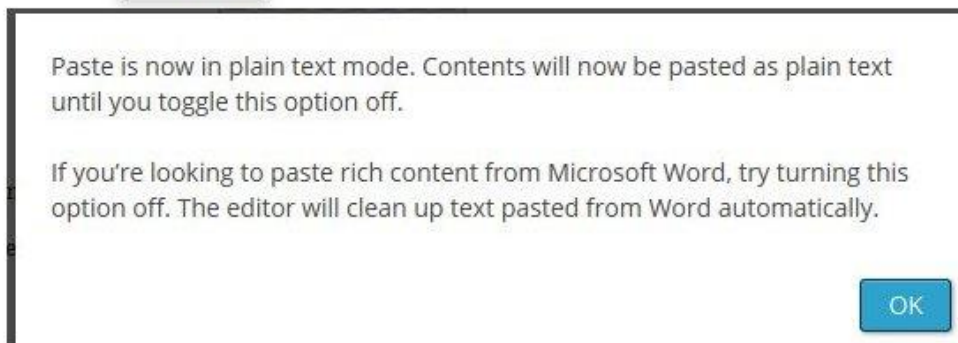 Paste is now in plain text mode. Contents will now be pasted as plain text
until you toggle this option off.
If you’re looking to paste rich content from Microsoft Word, try turning this
option off. The editor will clean up text pasted from Word automatically.
OK